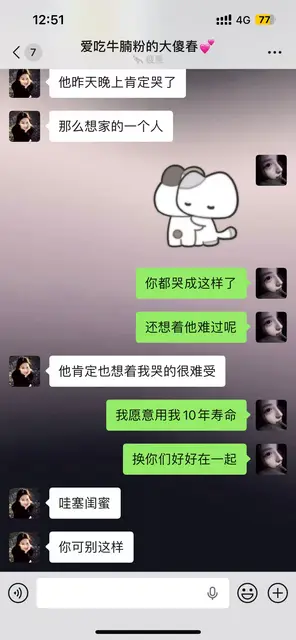 12:51
4G
77
7
爱吃牛腩粉的大傻春💕
他昨天晚上肯定哭了
那么想家的一个人
你都哭成这样了
还想着他难过呢
他肯定也想着我哭的很难受
我愿意用我10年寿命
换你们好好在一起
哇塞闺蜜
你可别这样